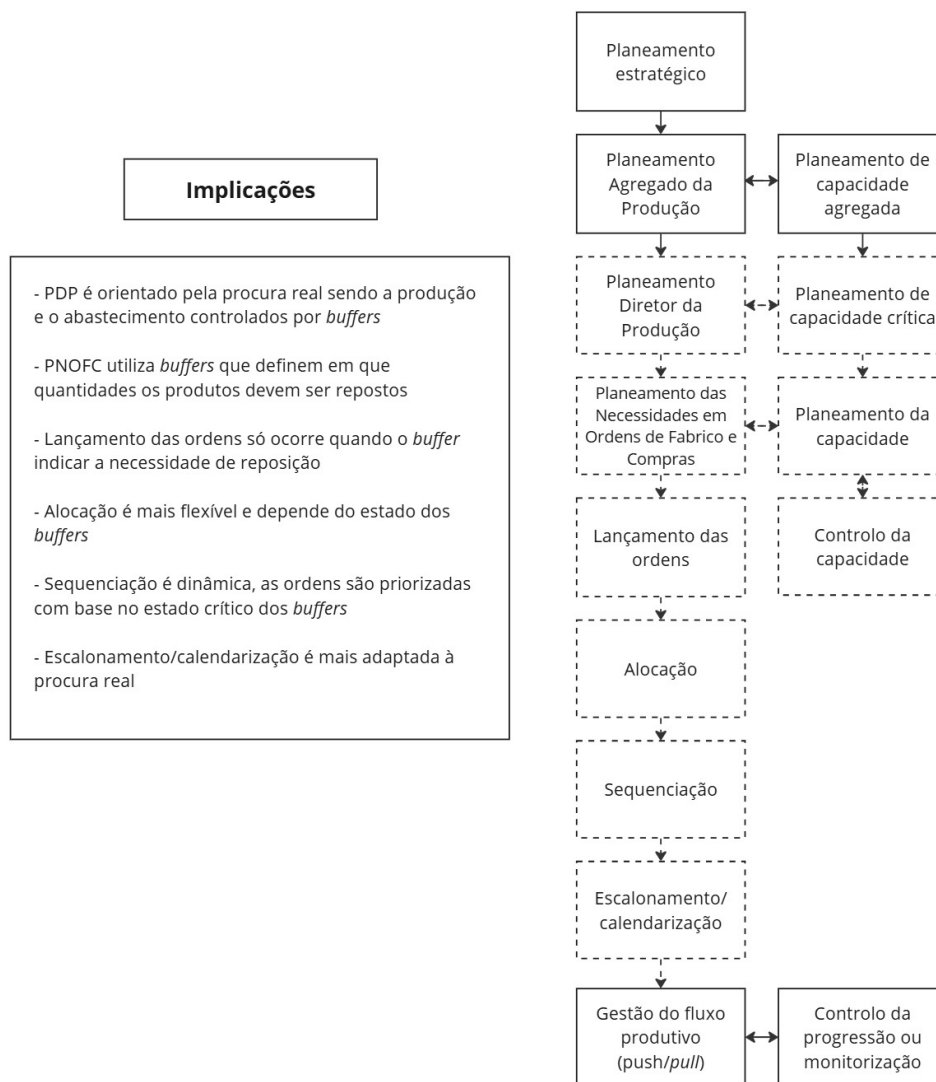 Planeamento
estratégico
Planeamento
Agregado da
Produção
Planeamento de
capacidade
agregada
Implicações
- PDP é orientado pela procura real sendo a produção
e o abastecimento controlados por buffers
- PNOFC utiliza buffers que definem em que
quantidades os produtos devem ser repostos
- Lançamento das ordens só ocorre quando o buffer
indicar a necessidade de reposição
- Alocação é mais flexível e depende do estado dos
buffers
- Sequenciação é dinâmica, as ordens são priorizadas
com base no estado crítico dos buffers
- Escalonamento/calendarização é mais adaptada à
procura real
Planeamento
Diretor da
Produção
Planeamento de
capacidade crítica
Planeamento das
Necessidades em
Ordens de Fabrico e
Compras
Planeamento da
capacidade
Lançamento das
ordens
Controlo da
capacidade
Alocação
Sequenciação
Escalonamento/
calendarização
Gestão do fluxo
produtivo
(push/pull)
Controlo da
progressão ou
monitorização